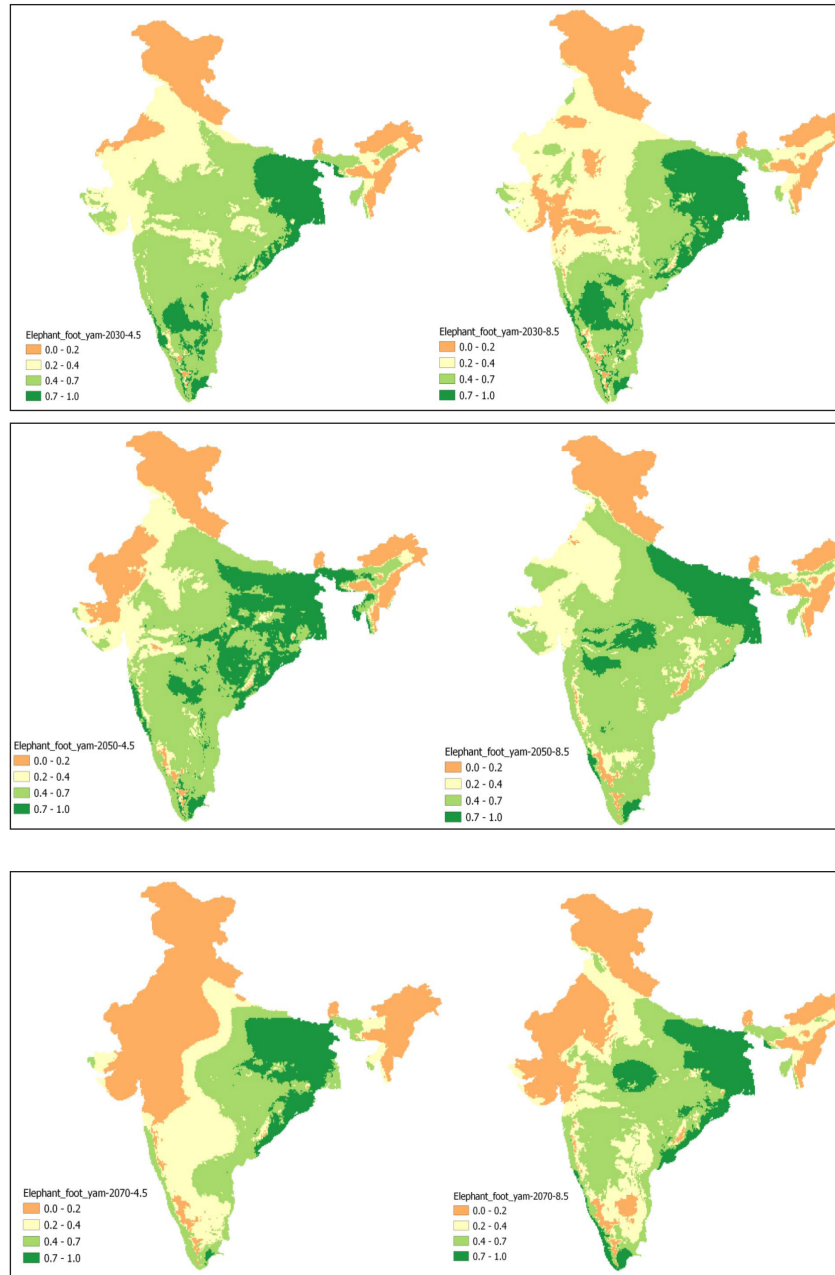 Elephant_foot_yam-2030-4.5
0.0 - 0.2
0.2 - 0.4
0.4 - 0.7
0.7 - 1.0
Elephant_foot_yam-2030-8.5
0.0 - 0.2
0.2 - 0.4
0.4 - 0.7
0.7 - 1.0
Elephant_foot_yam-2050-4.5
0.0 - 0.2
0.2 - 0.4
0.4 - 0.7
0.7 - 1.0
Elephant_foot_yam-2050-8.5
0.0 - 0.2
0.2 - 0.4
0.4 - 0.7
0.7 - 1.0
Elephant_foot_yam-2070-4.5
0.0 - 0.2
0.2 - 0.4
0.4 - 0.7
0.7 - 1.0
Elephant_foot_yam-2070-8.5
0.0 - 0.2
0.2 - 0.4
0.4 - 0.7
0.7 - 1.0